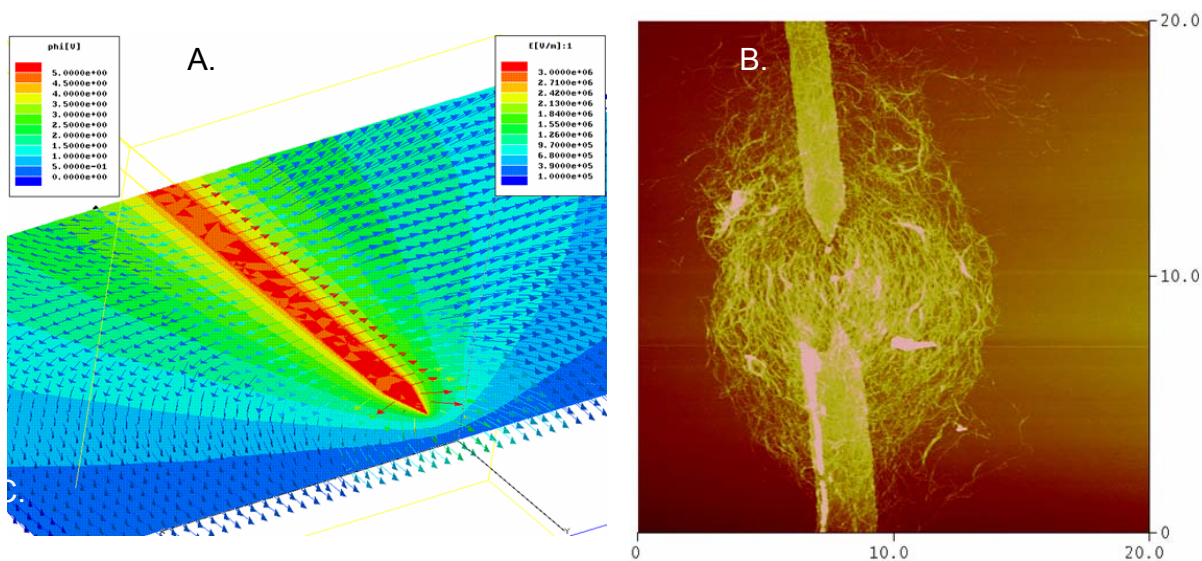 A.
phi[V]
5.0000e+00
4.5000e+00
4.0000e+00
3.5000e+00
3.0000e+00
2.5000e+00
2.0000e+00
1.5000e+00
1.0000e+00
5.0000e-01
0.0000e+00
E[V/m]:1
3.0000e+06
2.7100e+06
2.4200e+06
2.1300e+06
1.8400e+06
1.5500e+06
1.2600e+06
9.7000e+05
6.8000e+05
3.9000e+05
1.0000e+05
C.
Y
B.
20.0
10.0
0
0
10.0
20.0